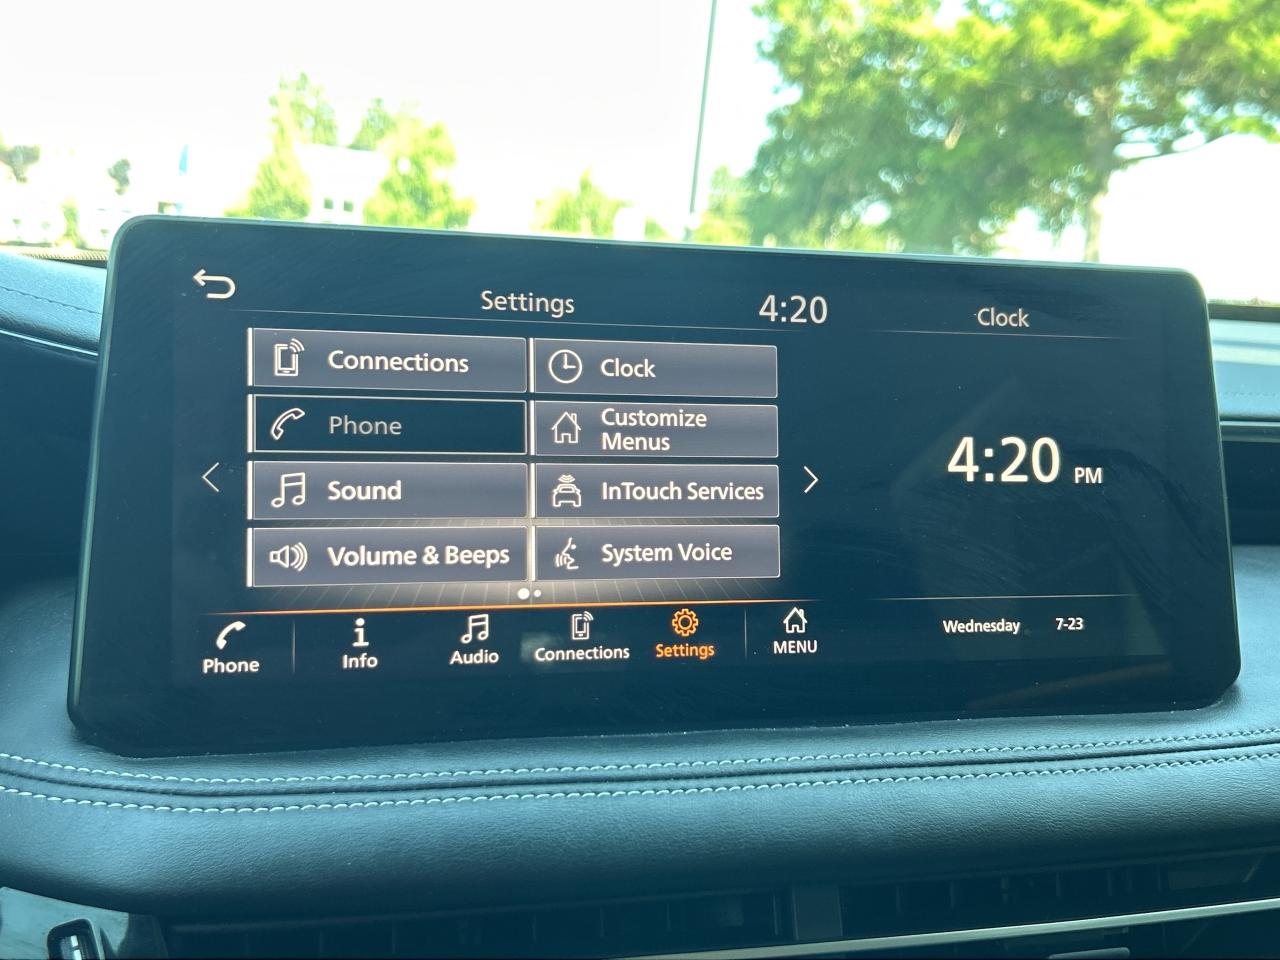 Settings
4:20
Clock
Connections
Clock
Phone
Customize
Menus
Sound
InTouch Services
Volume & Beeps
System Voice
4:20 PM
Phone
Info
Audio
Connections
Settings
MENU
Wednesday 7-23